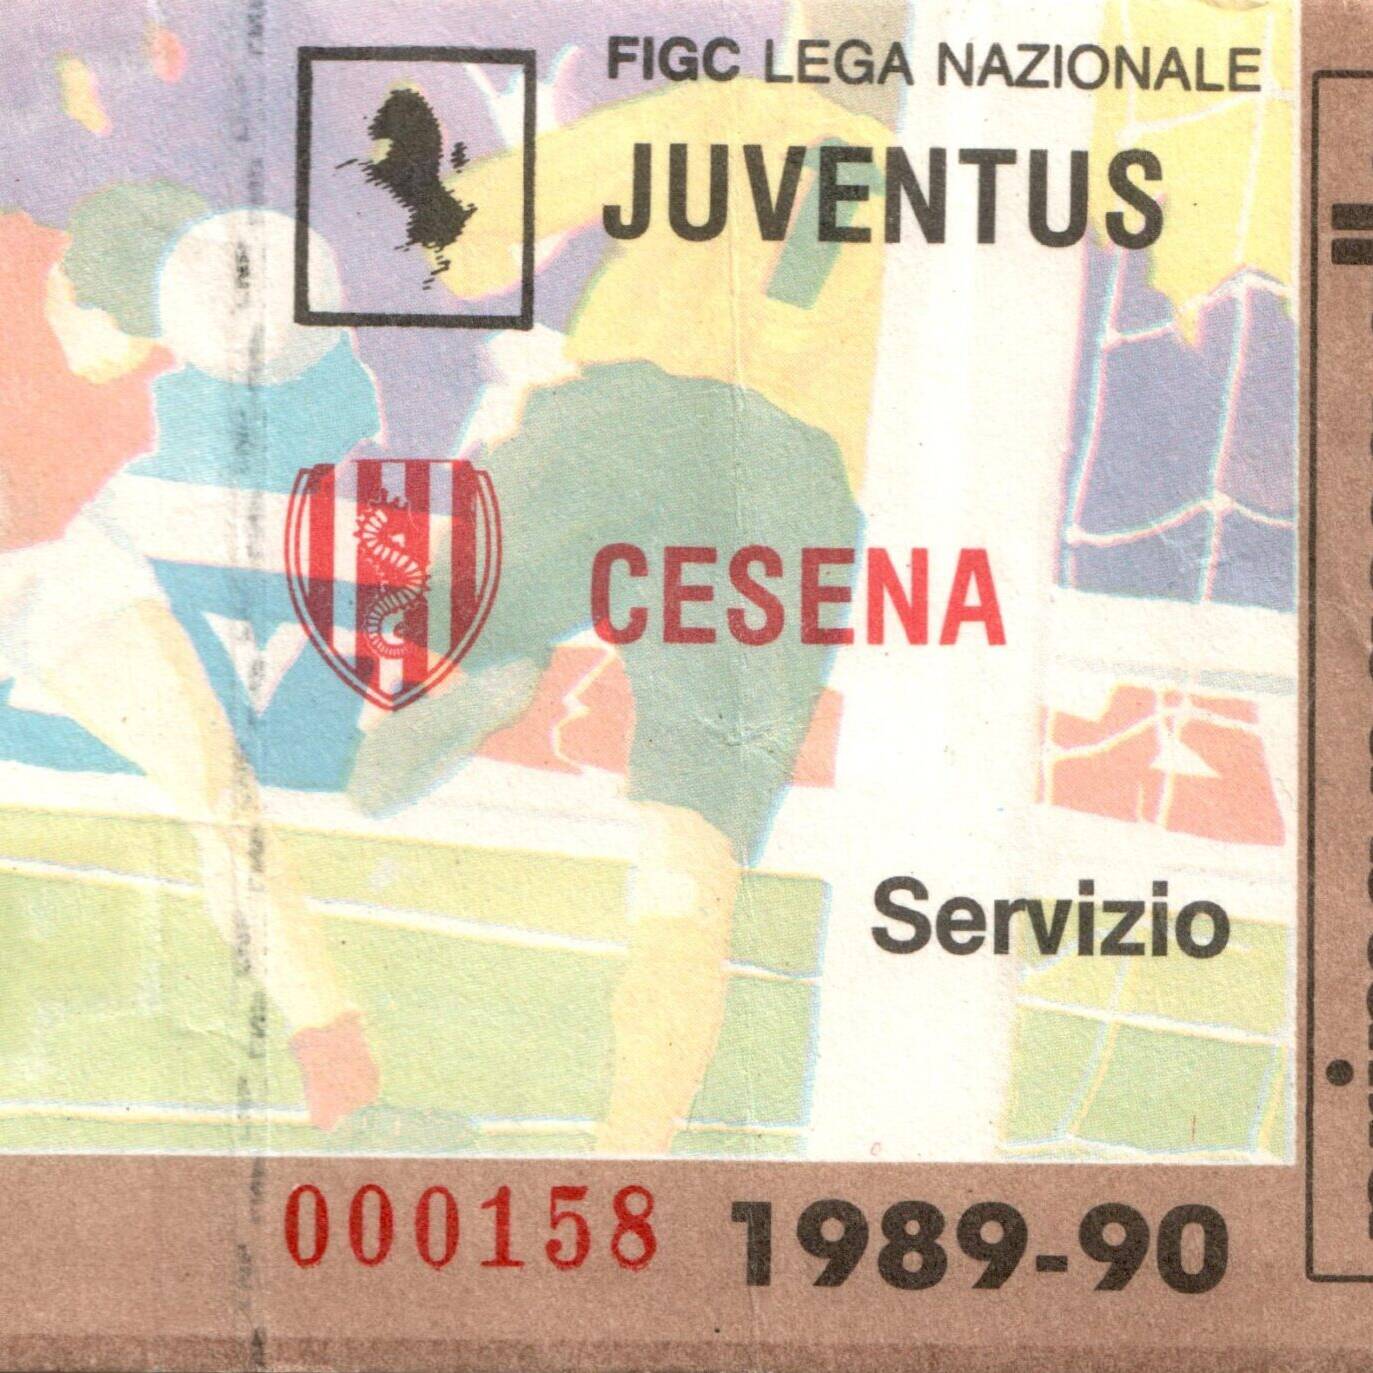 FIGC LEGA NAZIONALE
JUVENTUS
CESENA
Servizio
000158
1989-90